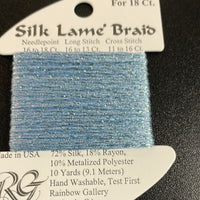 For 18 Ct.
Silk Lamé Braid
Needlepoint Long Stitch Cross Stitch
16 to 18 Ct. 16 to 13 Ct. 11 to 16 Ct.
Made in USA 72% Silk, 18% Rayon,
10% Metalized Polyester
10 Yards (9.1 Meters)
Hand Washable, Test First
Rainbow Gallery
RG